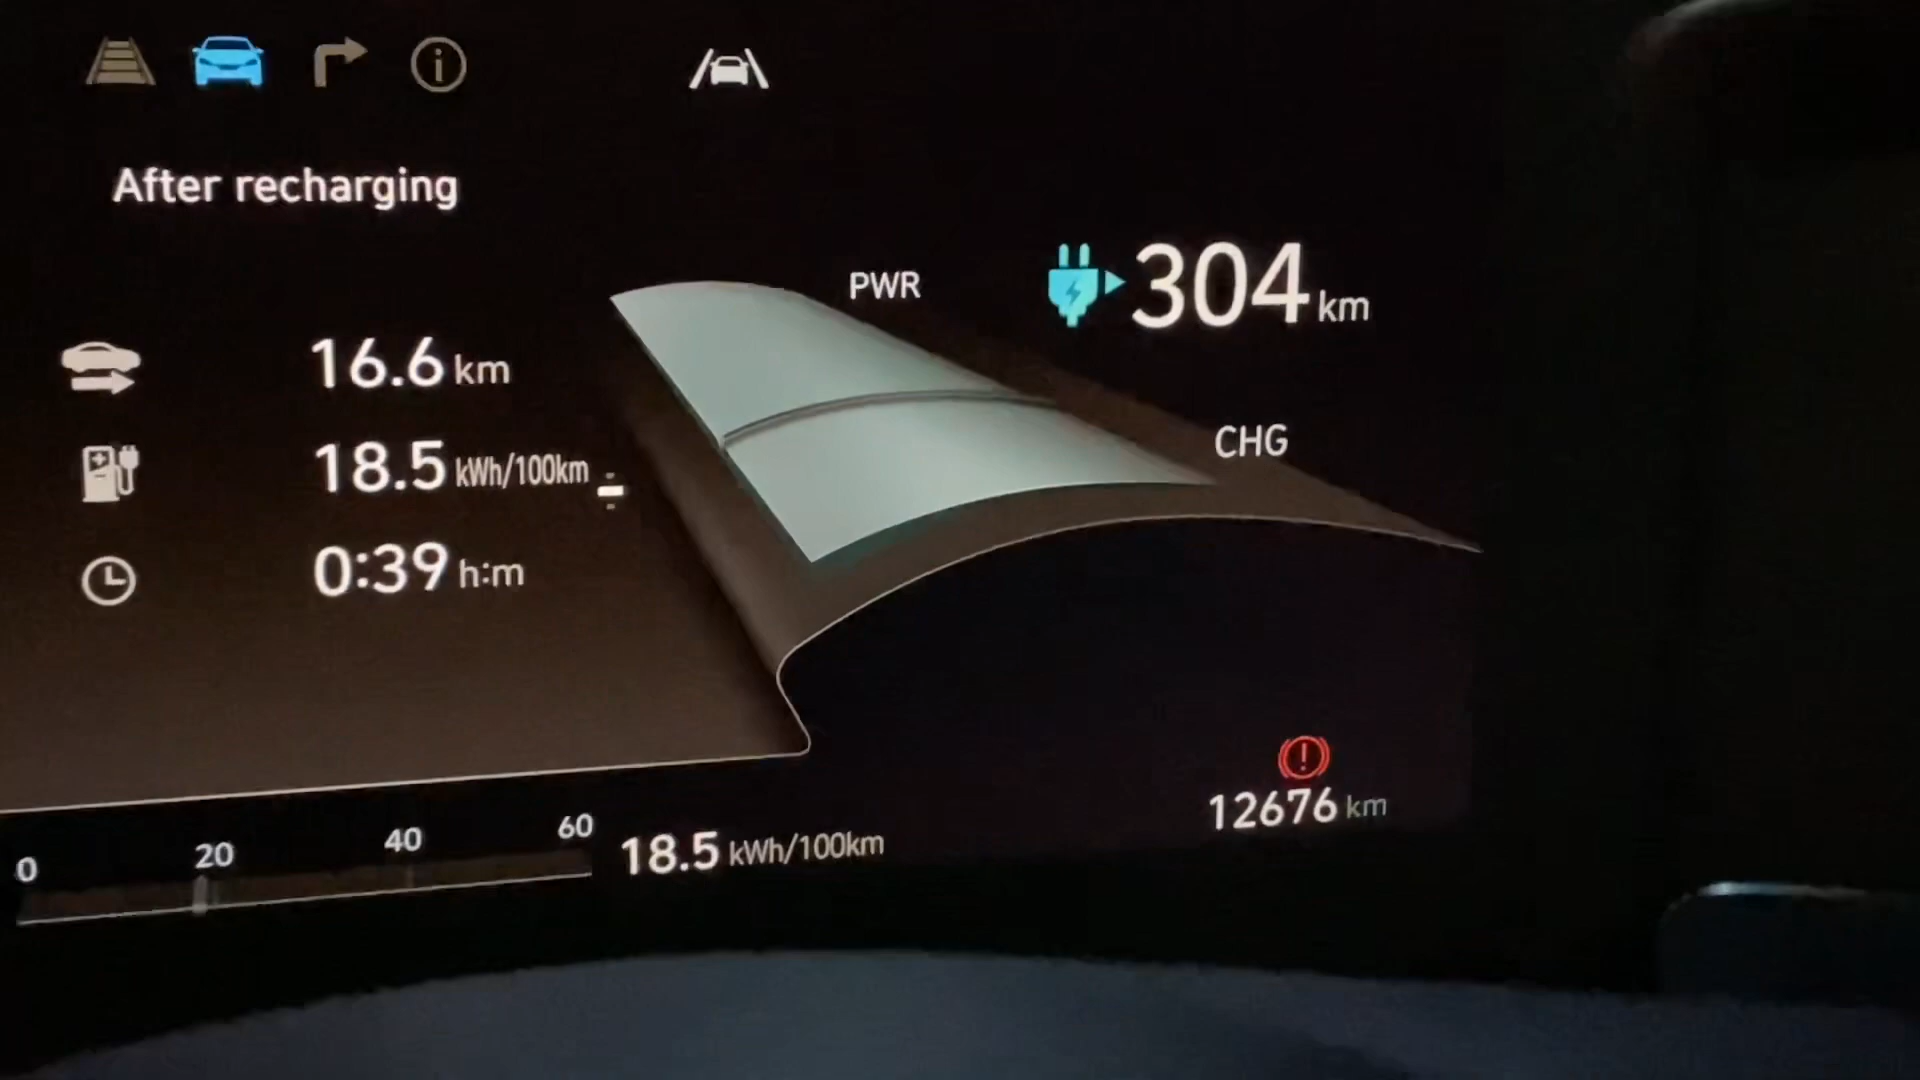 After recharging
PWR
304 km
16.6 km
CHG
18.5 kWh/100km
0:39 h:m
0 20 40 60
18.5 kWh/100km
12676 km